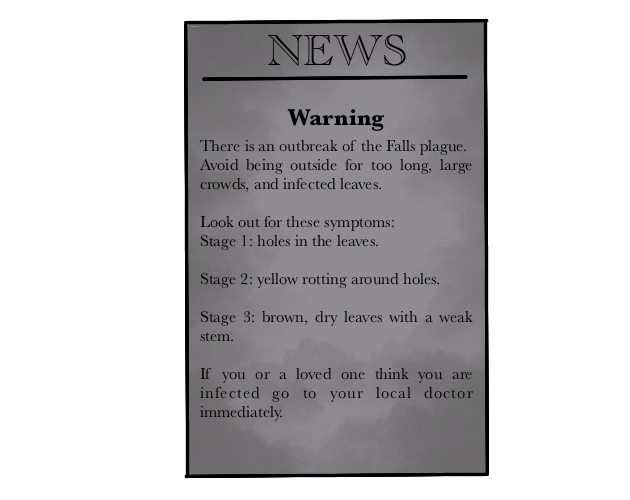 NEWS
Warning
There is an outbreak of the Falls plague.
Avoid being outside for too long, large
crowds, and infected leaves.
Look out for these symptoms:
Stage 1: holes in the leaves.
Stage 2: yellow rotting around holes.
Stage 3: brown, dry leaves with a weak
stem.
If you or a loved one think you are
infected go to your local doctor
immediately.